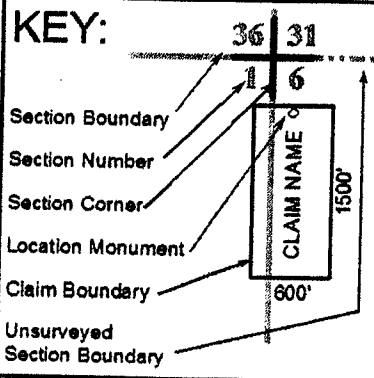 KEY:
36 31
1 6
Section Boundary
Section Number
Section Corner
Location Monument
Claim Boundary
Unsurveyed
Section Boundary
CLAIM NAME
1500'
600'